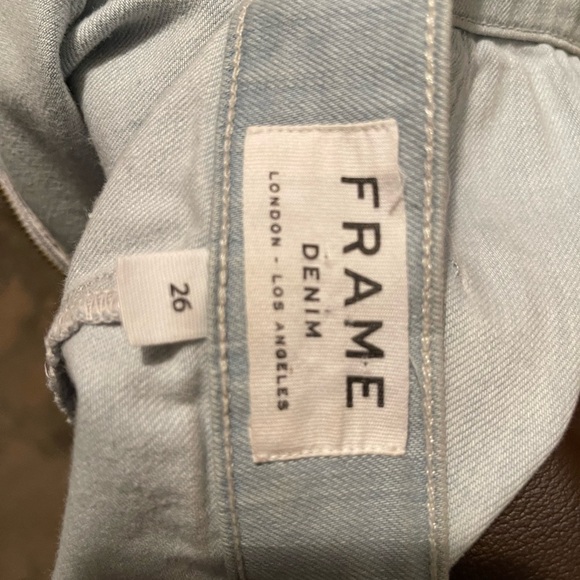 FRAME
DENIM
LONDON - LOS ANGELES
26